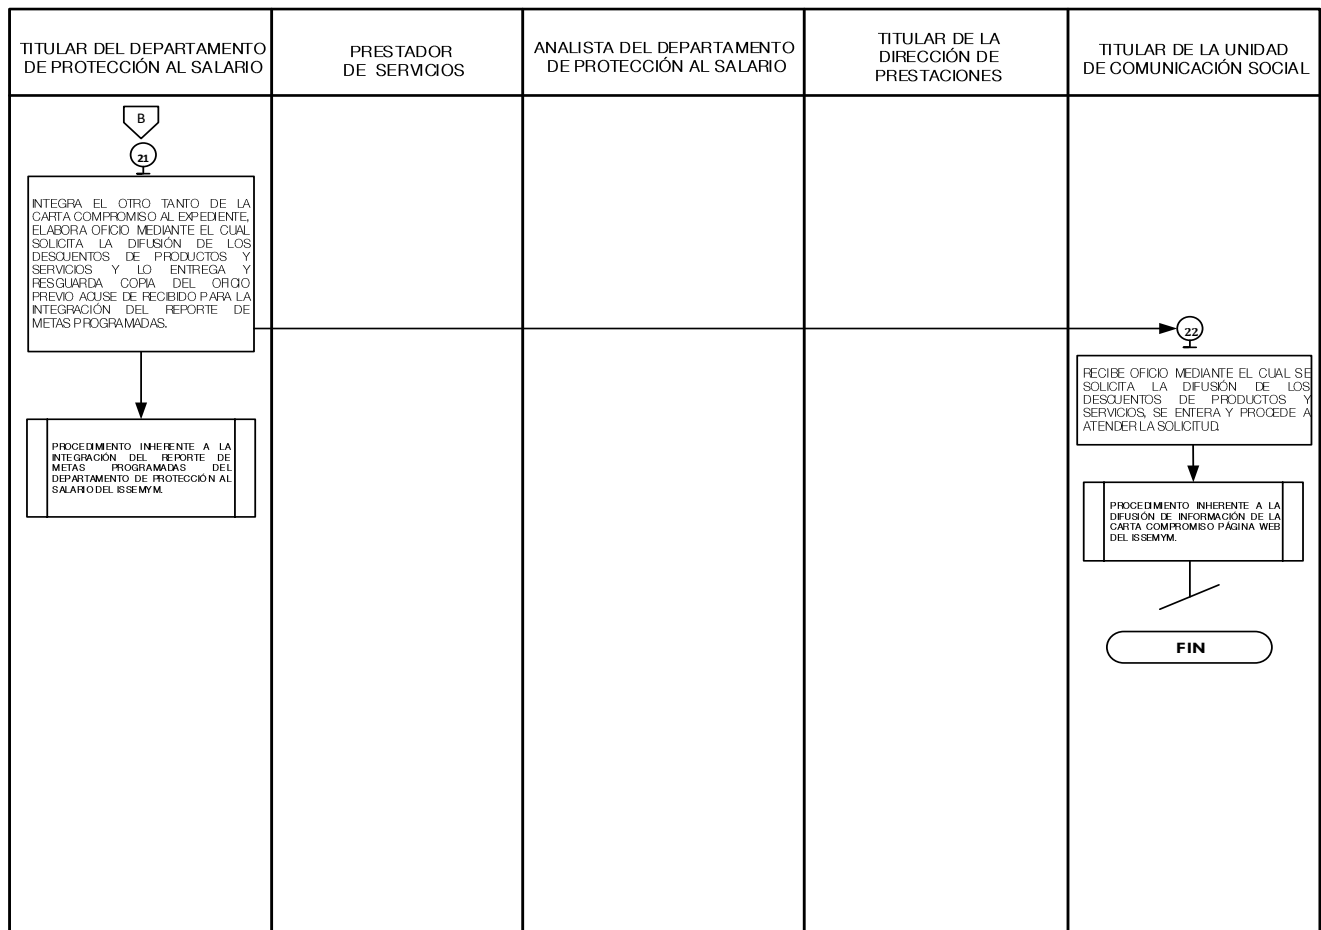 TITULAR DEL DEPARTAMENTO
DE PROTECCIÓN AL SALARIO
PRESTADOR
DE SERVICIOS
ANALISTA DEL DEPARTAMENTO
DE PROTECCIÓN AL SALARIO
TITULAR DE LA
DIRECCIÓN DE
PRESTACIONES
TITULAR DE LA UNIDAD
DE COMUNICACIÓN SOCIAL
B
21
INTEGRA EL OTRO TANTO DE LA
CARTA COMPROMISO AL EXPEDIENTE,
ELABORA OFICIO MEDIANTE EL CUAL
SOLICITA LA DIFUSIÓN DE LOS
DESCUENTOS DE PRODUCTOS Y
SERVICIOS Y LO ENTREGA Y
RESGUARDA COPIA DEL OFICIO
PREVIO ACUSE DE RECIBIDO PARA LA
INTEGRACIÓN DEL REPORTE DE
METAS PROGRAMADAS.
PROCEDIMIENTO INHERENTE A LA
INTEGRACIÓN DEL REPORTE DE
METAS PROGRAMADAS DEL
DEPARTAMENTO DE PROTECCIÓN AL
SALARIO DEL ISSEMYM.
22
RECIBE OFICIO MEDIANTE EL CUAL SE
SOLICITA LA DIFUSIÓN DE LOS
DESCUENTOS DE PRODUCTOS Y
SERVICIOS, SE ENTERA Y PROCEDE A
ATENDER LA SOLICITUD.
PROCEDIMIENTO INHERENTE A LA
DIFUSIÓN DE INFORMACIÓN DE LA
CARTA COMPROMISO PÁGINA WEB
DEL ISSEMYM.
FIN